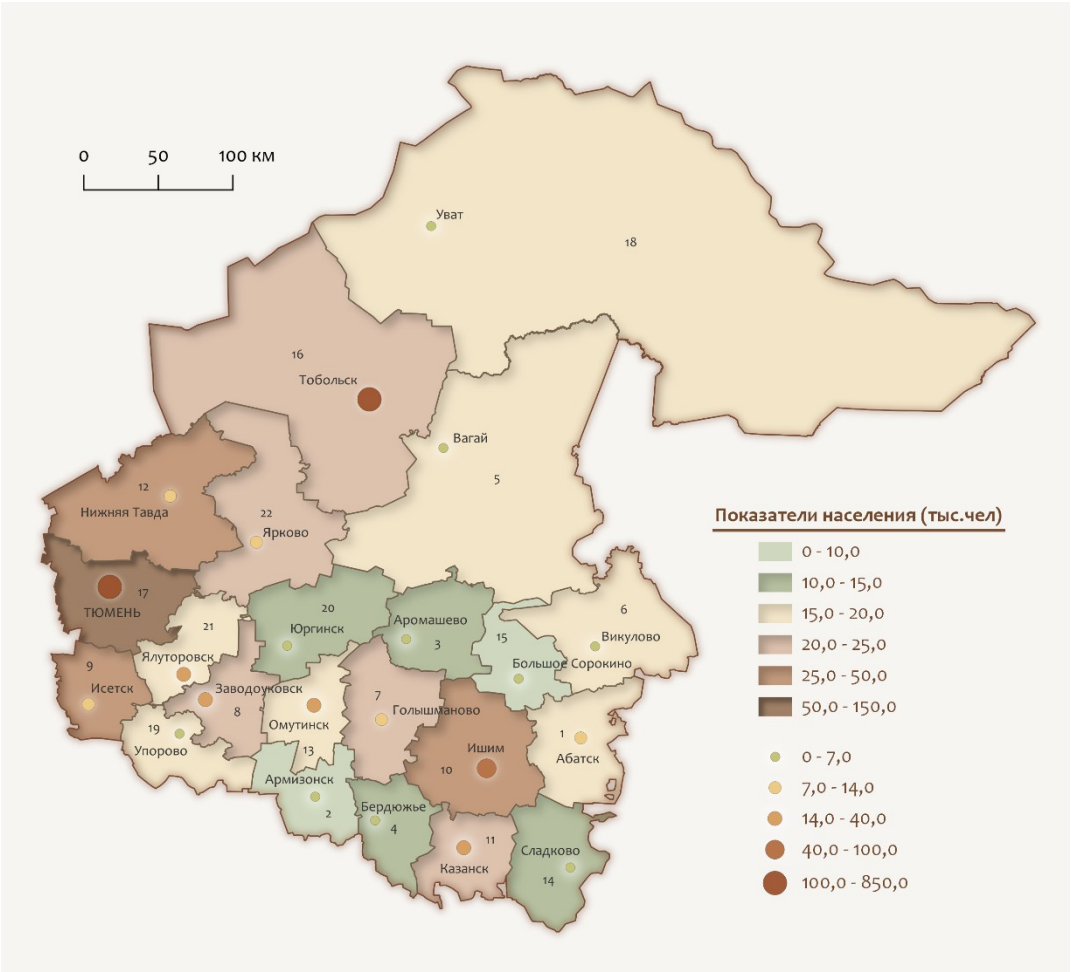 0 50 100 км
Уват
18
16
Тобольск
Вагай
5
12
Нижняя Тавда
22
Ярково
17
ТЮМЕНЬ
20
Юргинск
Аромашево
3
6
Викулово
15
Большое Сорокино
21
Ялуторовск
9
Исетск
Заводоуковск
8
7
Голышманово
Омутинск
13
19
Упорово
Ишим
10
1
Абатск
Армизонск
2
Бердюжье
4
11
Казанск
Сладково
14
Показатели населения (тыс.чел)
0 - 10,0
10,0 - 15,0
15,0 - 20,0
20,0 - 25,0
25,0 - 50,0
50,0 - 150,0
0 - 7,0
7,0 - 14,0
14,0 - 40,0
40,0 - 100,0
100,0 - 850,0